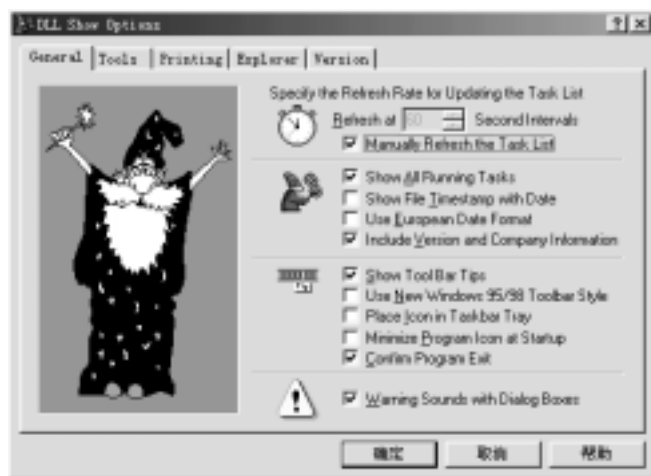 DLL Show Options
General Tools Printing Explorer Version
Specify the Refresh Rate for Updating the Task List
Refresh at 60 Second Intervals
Manually Refresh the Task List
Show All Running Tasks
Show File Timestamp with Date
Use European Date Format
Include Version and Company Information
Show Tool Bar Tips
Use New Windows 95/98 Toolbar Style
Place Icon in Taskbar Tray
Minimize Program Icon at Startup
Confirm Program Exit
Warning Sounds with Dialog Boxes
确定 取消 帮助